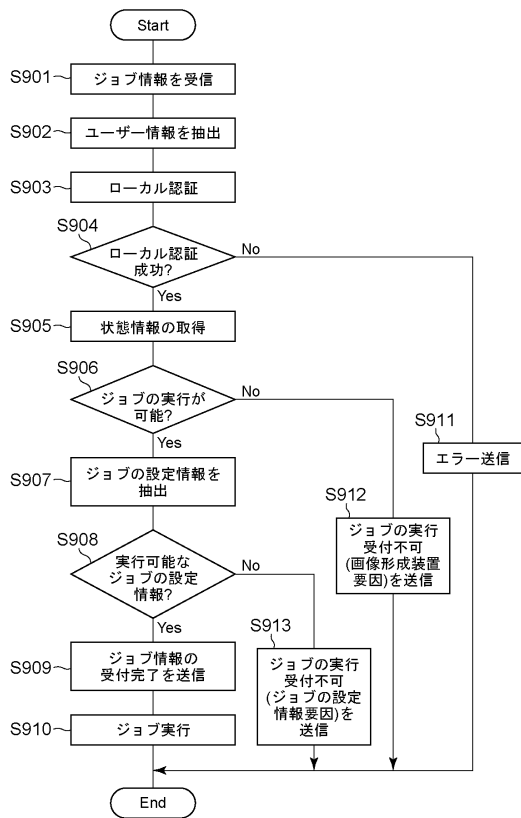 Start
S901
ジョブ情報を受信
S902
ユーザー情報を抽出
S903
ローカル認証
S904
ローカル認証
成功?
No
Yes
S905
状態情報の取得
S906
ジョブの実行が
可能?
No
Yes
S911
エラー送信
S907
ジョブの設定情報を
抽出
S912
ジョブの実行
受付不可
(画像形成装置
要因)を送信
S908
実行可能な
ジョブの設定
情報?
No
Yes
S913
ジョブの実行
受付不可
(ジョブの設定
情報要因)を
送信
S909
ジョブ情報の
受付完了を送信
S910
ジョブ実行
End